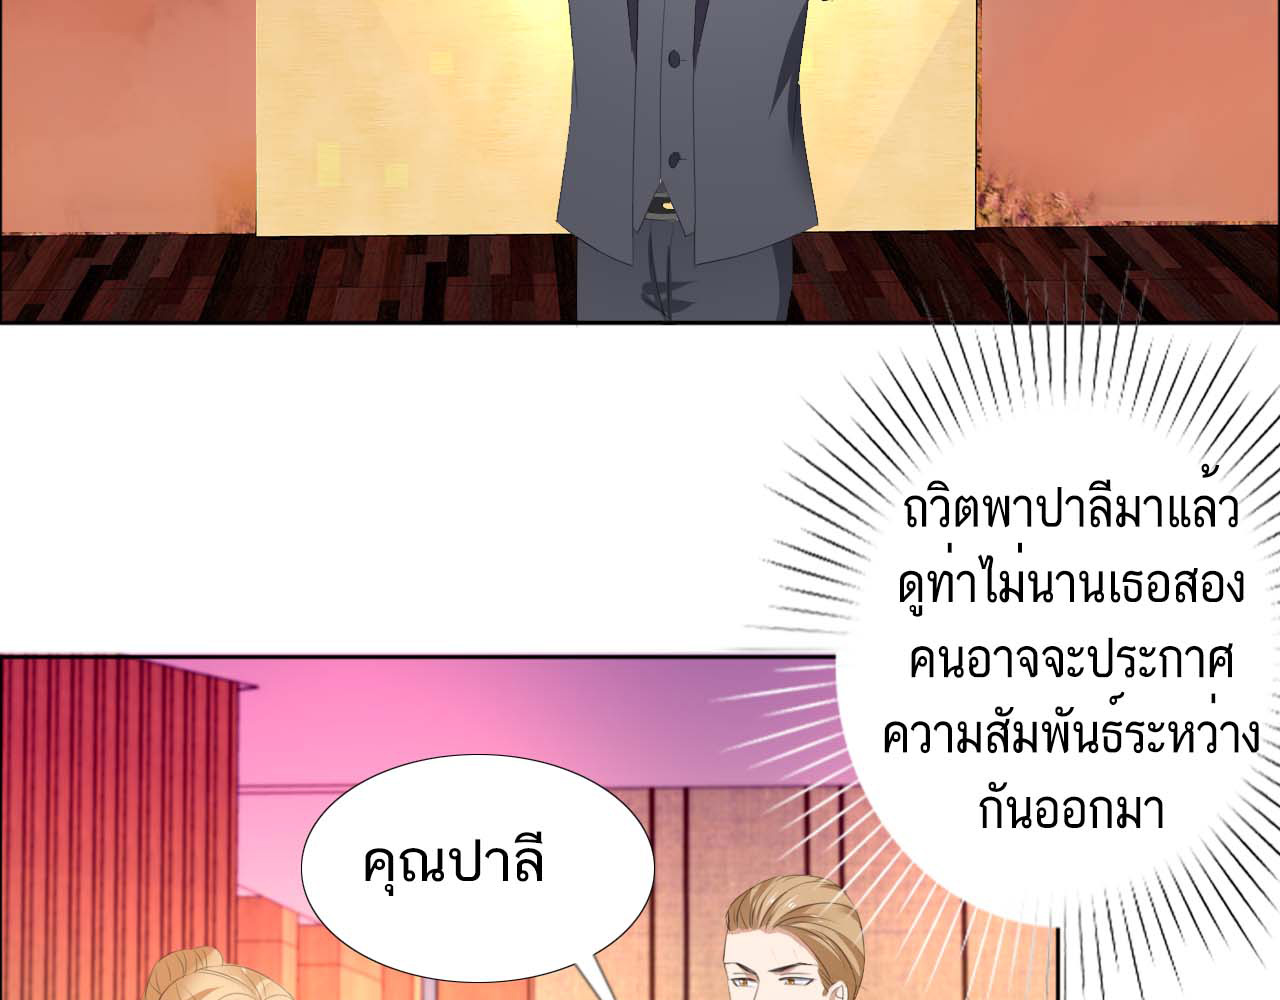 ถวิตพาปาลีมาแล้ว
ดูท่าไม่นานเธอสอง
คนอาจจะประกาศ
ความสัมพันธ์ระหว่าง
กันออกมา
คุณปาลี